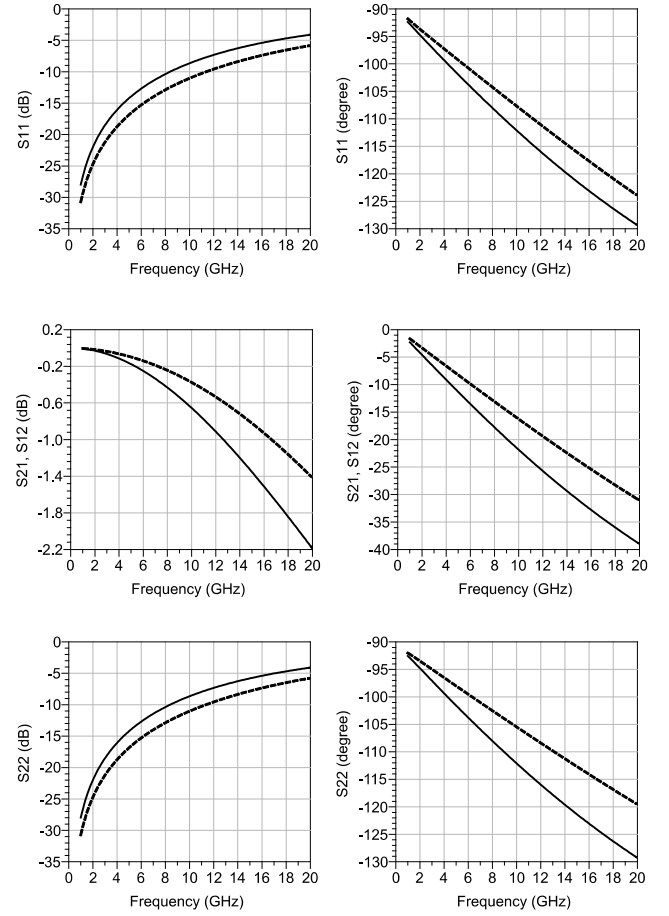 0
-5
-10
-15
-20
-25
-30
-35
S11 (dB)
0 2 4 6 8 10 12 14 16 18 20
Frequency (GHz)
-90
-95
-100
-105
-110
-115
-120
-125
-130
S11 (degree)
0 2 4 6 8 10 12 14 16 18 20
Frequency (GHz)
0.2
-0.2
-0.6
-1.0
-1.4
-1.8
-2.2
S21, S12 (dB)
0 2 4 6 8 10 12 14 16 18 20
Frequency (GHz)
0
-5
-10
-15
-20
-25
-30
-35
-40
S21, S12 (degree)
0 2 4 6 8 10 12 14 16 18 20
Frequency (GHz)
0
-5
-10
-15
-20
-25
-30
-35
S22 (dB)
0 2 4 6 8 10 12 14 16 18 20
Frequency (GHz)
-90
-95
-100
-105
-110
-115
-120
-125
-130
S22 (degree)
0 2 4 6 8 10 12 14 16 18 20
Frequency (GHz)